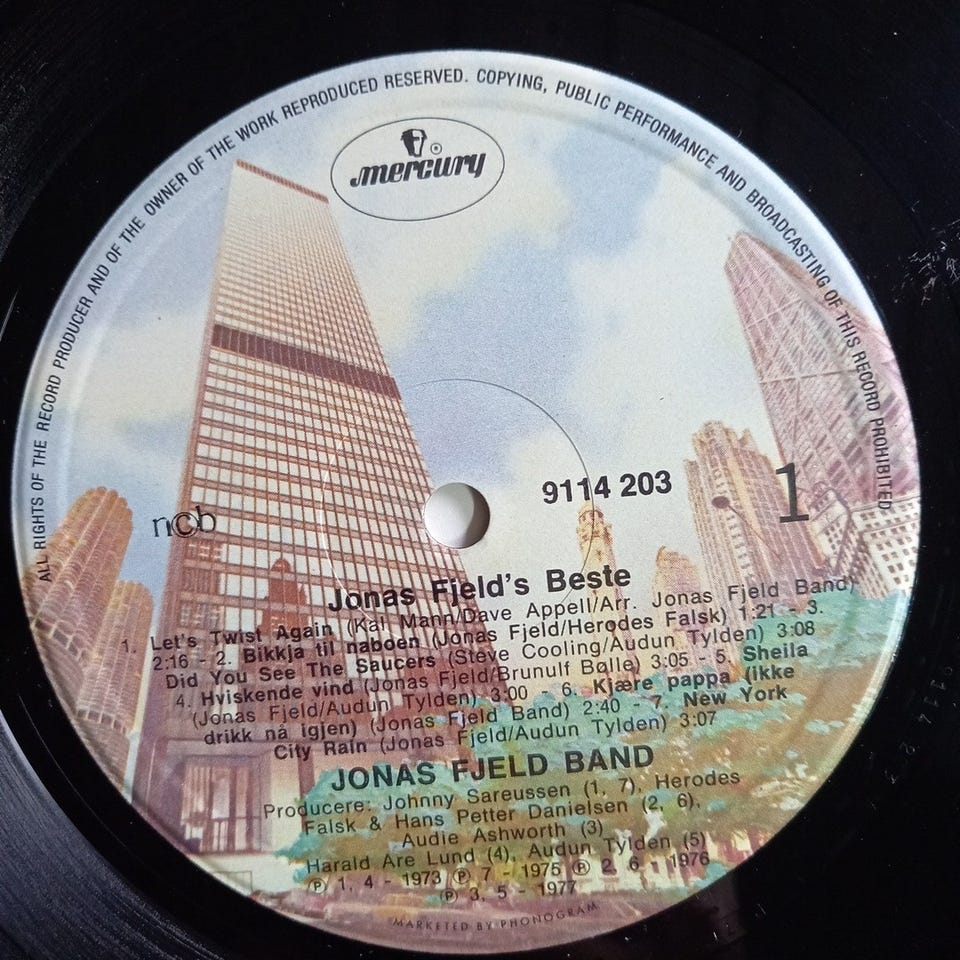 ALL RIGHTS OF THE RECORD PRODUCER AND OF THE OWNER OF THE WORK REPRODUCED RESERVED. COPYING, PUBLIC PERFORMANCE AND BROADCASTING OF THIS RECORD PROHIBITED
mercury ®
9114 203
1
ncb
Jonas Fjeld's Beste
1. Let's Twist Again (Kal Mann/Dave Appell/Arr. Jonas Fjeld Band)
2:16 - 2. Bikkja til naboen (Jonas Fjeld/Herodes Falsk) 1:21 - 3.
Did You See The Saucers (Steve Cooling/Audun Tylden) 3:08
4. Hviskende vind (Jonas Fjeld/Brunulf Bølle) 3:05 - 5. Sheila
(Jonas Fjeld/Audun Tylden) 3:00 - 6. Kjære pappa (ikke
drikk nå igjen) (Jonas Fjeld Band) 2:40 - 7. New York
City Rain (Jonas Fjeld/Audun Tylden) 3:07
JONAS FJELD BAND
Producere: Johnny Sareussen (1, 7), Herodes
Falsk & Hans Petter Danielsen (2, 6),
Audie Ashworth (3)
Harald Are Lund (4), Audun Tylden (5)
℗ 1, 4 - 1973 ℗ 7 - 1975 ℗ 2, 6 - 1976
℗ 3, 5 - 1977
MARKETED BY PHONOGRAM